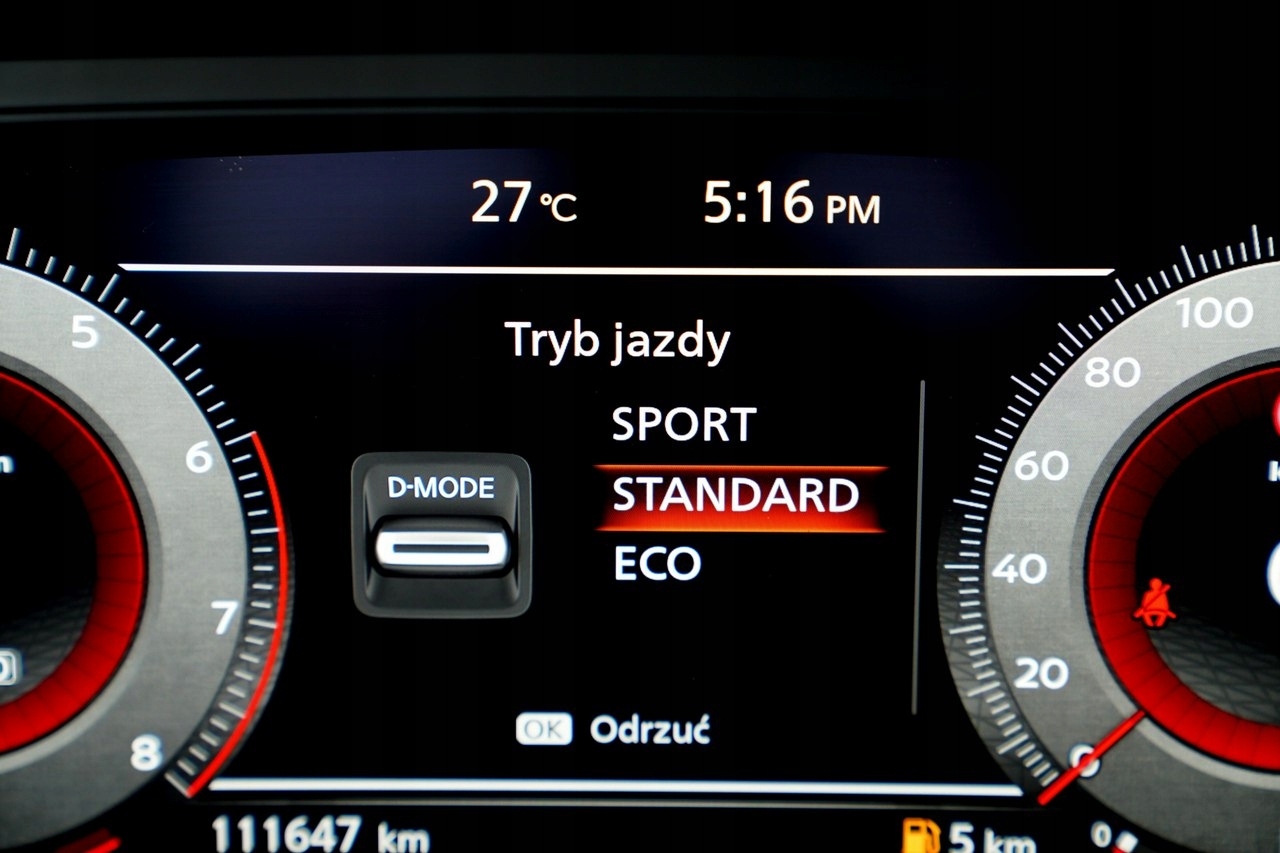 27 °C 5:16 PM
Tryb jazdy
SPORT
D-MODE
STANDARD
ECO
OK Odrzuć
5
6
7
8
100
80
60
40
20
0
111647 km
5 km
0